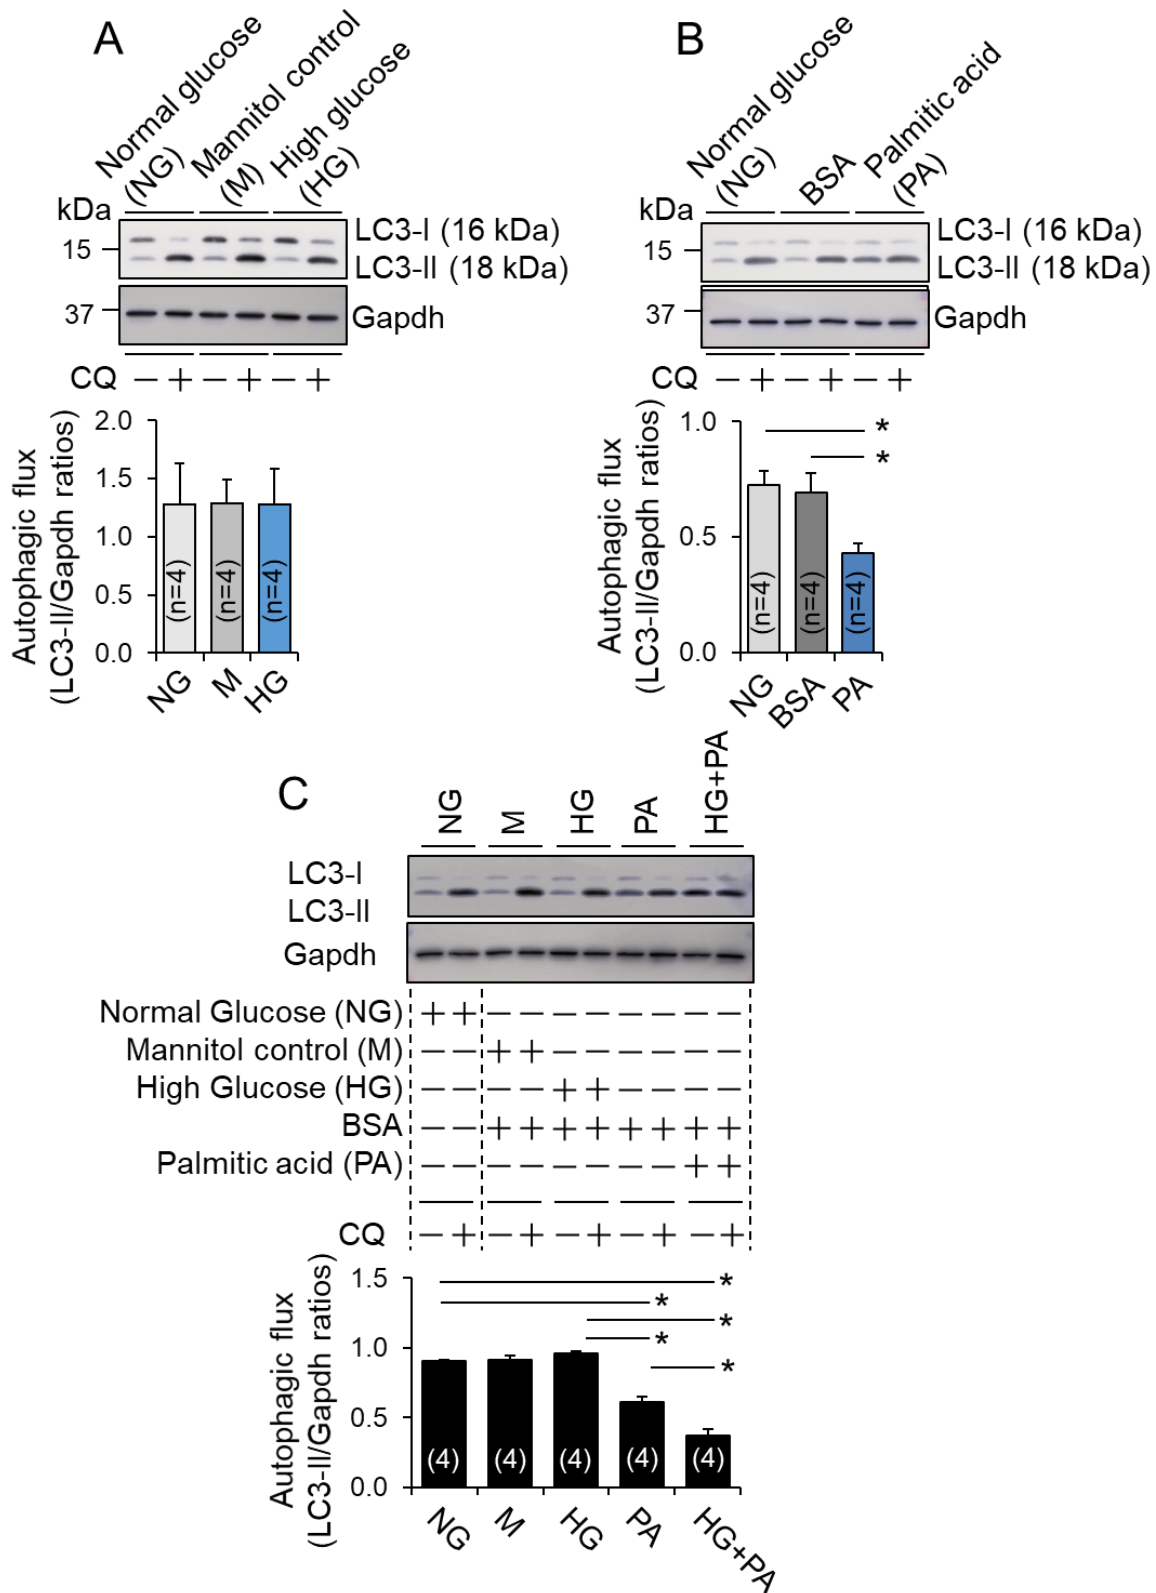 A
Normal glucose
(NG)
Mannitol control
(M)
High glucose
(HG)
kDa
15
LC3-I (16 kDa)
LC3-II (18 kDa)
37
Gapdh
CQ — + — + — +
Autophagic flux
(LC3-II/Gapdh ratios)
2.0
1.5
1.0
0.5
0.0
(n=4) (n=4) (n=4)
NG M HG
B
Normal glucose
(NG)
BSA
Palmitic acid
(PA)
kDa
15
LC3-I (16 kDa)
LC3-II (18 kDa)
37
Gapdh
CQ — + — + — +
Autophagic flux
(LC3-II/Gapdh ratios)
1.0
0.5
0.0
*
*
(n=4) (n=4) (n=4)
NG BSA PA
C
NG M HG PA HG+PA
LC3-I
LC3-II
Gapdh
Normal Glucose (NG) + + — — — — — — — —
Mannitol control (M) — — + + — — — — — —
High Glucose (HG) — — — — + + — — — —
BSA — — + + + + + + + +
Palmitic acid (PA) — — — — — — — — + +
CQ — + — + — + — + — +
Autophagic flux
(LC3-II/Gapdh ratios)
1.5
1.0
0.5
0.0
*
*
*
*
*
(4) (4) (4) (4) (4)
NG M HG PA HG+PA